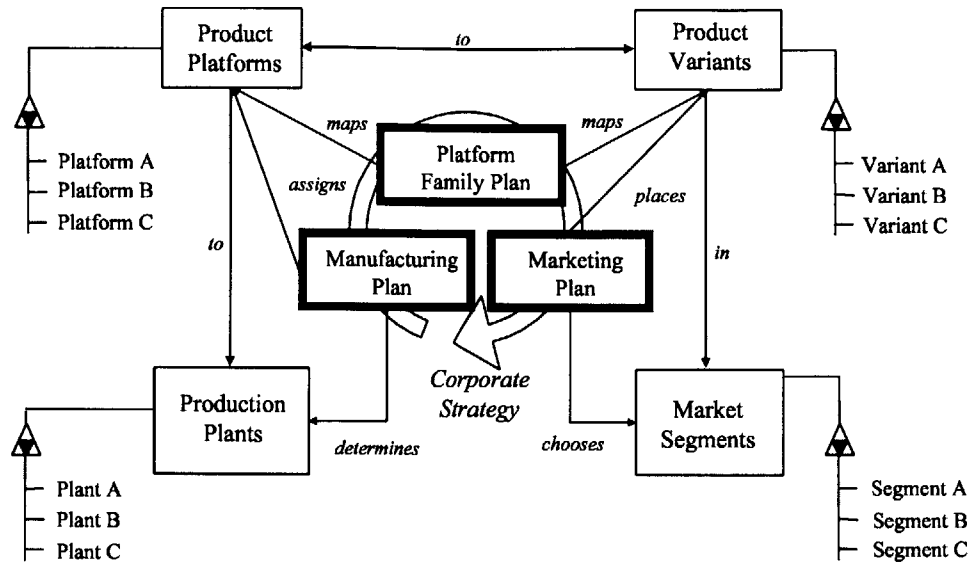 Product
Platforms
to
Product
Variants
maps
maps
Platform
Family Plan
Platform A
Platform B
Platform C
assigns
places
Variant A
Variant B
Variant C
to
in
Manufacturing
Plan
Marketing
Plan
Corporate
Strategy
Production
Plants
determines
chooses
Market
Segments
Plant A
Plant B
Plant C
Segment A
Segment B
Segment C